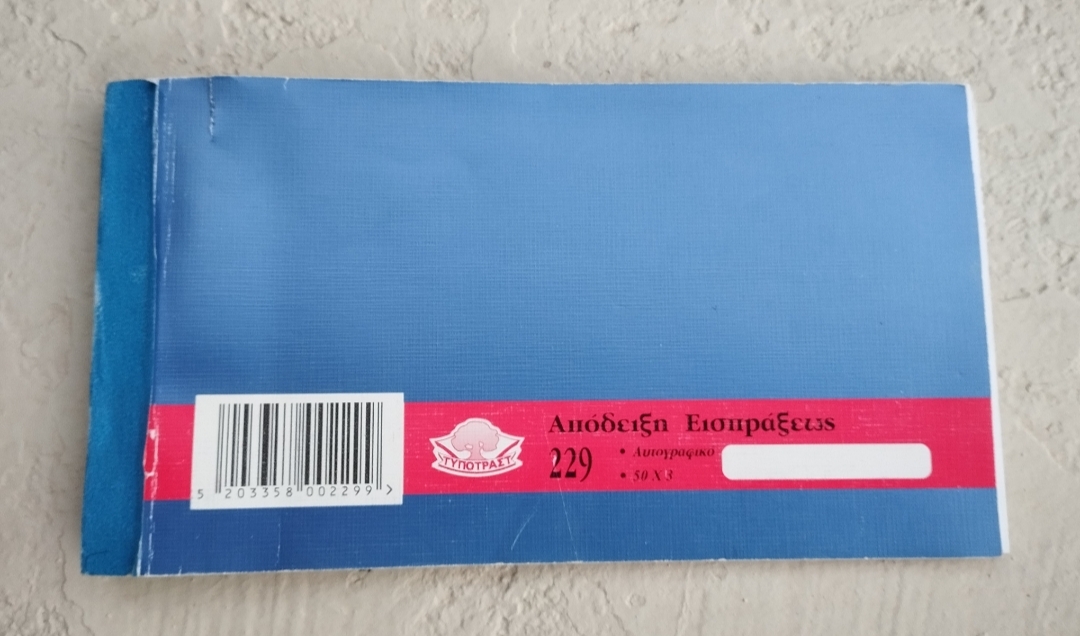 Απόδειξη Εισπράξεως
229
• Αυτογραφικό
• 50 Χ 3
ΤΥΠΟΤΡΑΣΤ
5 203358 002299 >